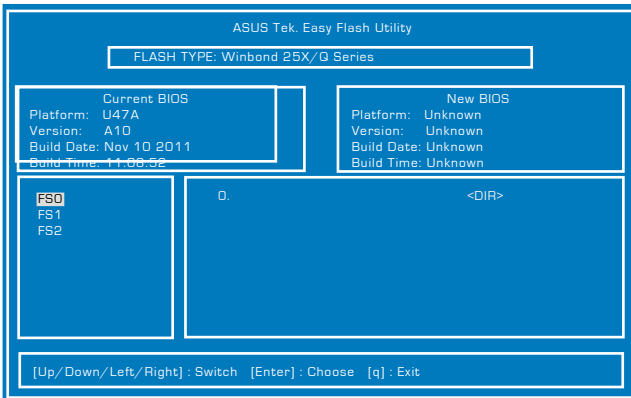 ASUS Tek. Easy Flash Utility
FLASH TYPE: Winbond 25X/Q Series
Current BIOS
Platform: U47A
Version: A10
Build Date: Nov 10 2011
Build Time: 11:08:52
New BIOS
Platform: Unknown
Version: Unknown
Build Date: Unknown
Build Time: Unknown
FS0
FS1
FS2
0. <DIR>
[Up/Down/Left/Right] : Switch [Enter] : Choose [q] : Exit